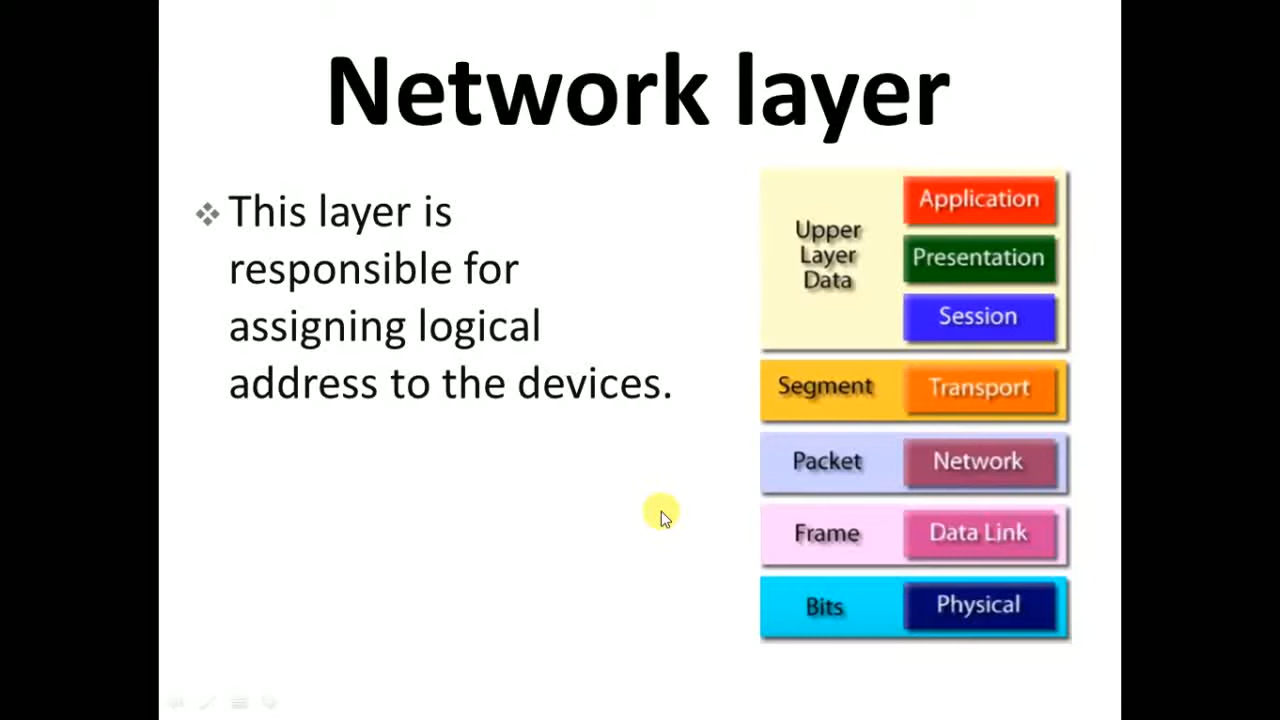 Network layer
This layer is
responsible for
assigning logical
address to the devices.
Upper
Layer
Data
Application
Presentation
Session
Segment
Transport
Packet
Network
Frame
Data Link
Bits
Physical